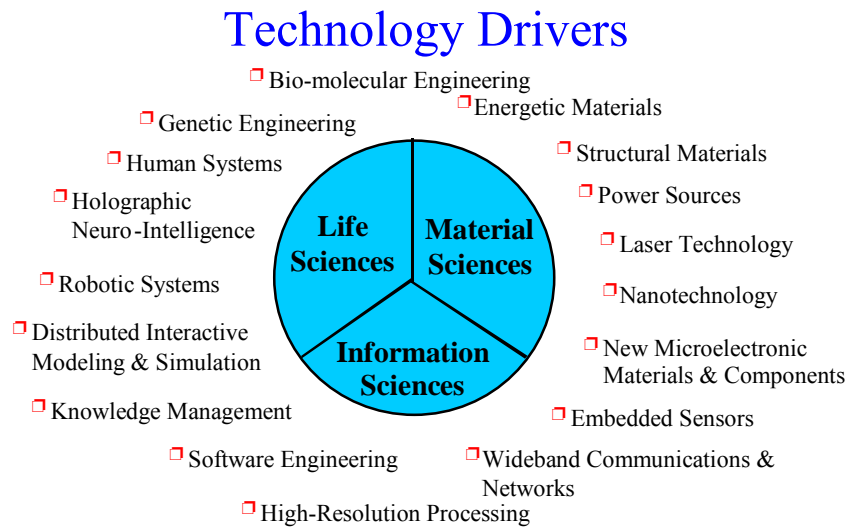 Technology Drivers
❐ Bio-molecular Engineering
❐ Energetic Materials
❐ Genetic Engineering
❐ Structural Materials
❐ Human Systems
❐ Power Sources
❐ Holographic
Neuro-Intelligence
❐ Laser Technology
❐ Robotic Systems
❐ Nanotechnology
❐ Distributed Interactive
Modeling & Simulation
❐ New Microelectronic
Materials & Components
❐ Knowledge Management
❐ Embedded Sensors
❐ Software Engineering
❐ Wideband Communications &
Networks
❐ High-Resolution Processing
Life
Sciences
Material
Sciences
Information
Sciences